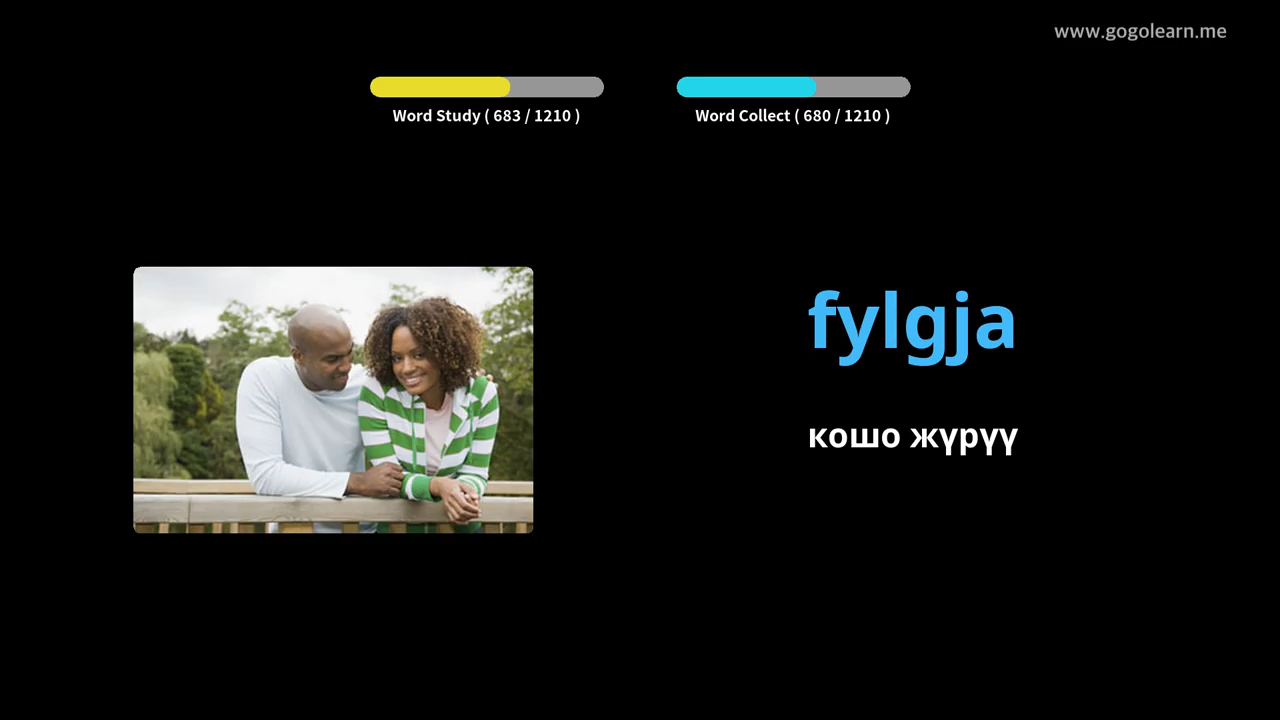 www.gogolearn.me
Word Study ( 683 / 1210 )
Word Collect ( 680 / 1210 )
fylgja
кошо жүрүү